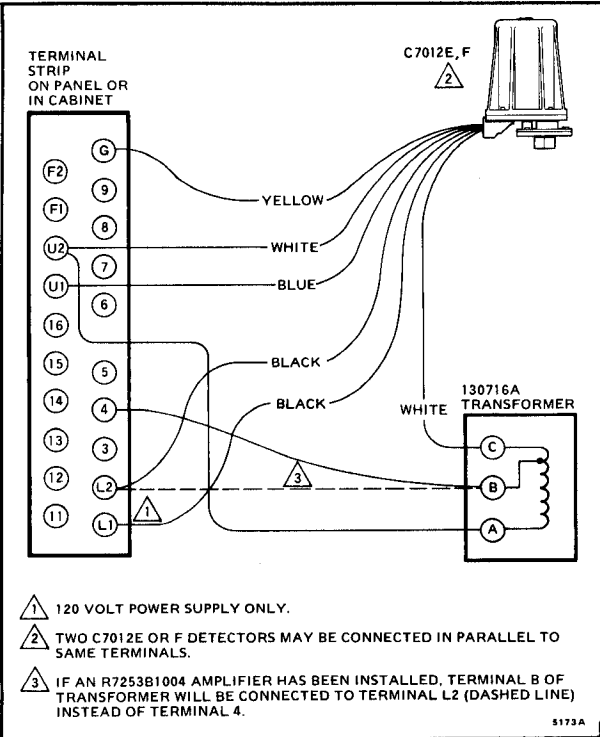 TERMINAL
STRIP
ON PANEL OR
IN CABINET
C7012E, F
2
G
F2
9
F1
8
U2
7
U1
6
16
15
5
14
4
13
3
12
L2
11
L1
YELLOW
WHITE
BLUE
BLACK
BLACK
WHITE
130716A
TRANSFORMER
C
B
A
3
1
1 120 VOLT POWER SUPPLY ONLY.
2 TWO C7012E OR F DETECTORS MAY BE CONNECTED IN PARALLEL TO
SAME TERMINALS.
3 IF AN R7253B1004 AMPLIFIER HAS BEEN INSTALLED, TERMINAL B OF
TRANSFORMER WILL BE CONNECTED TO TERMINAL L2 (DASHED LINE)
INSTEAD OF TERMINAL 4.
5173A